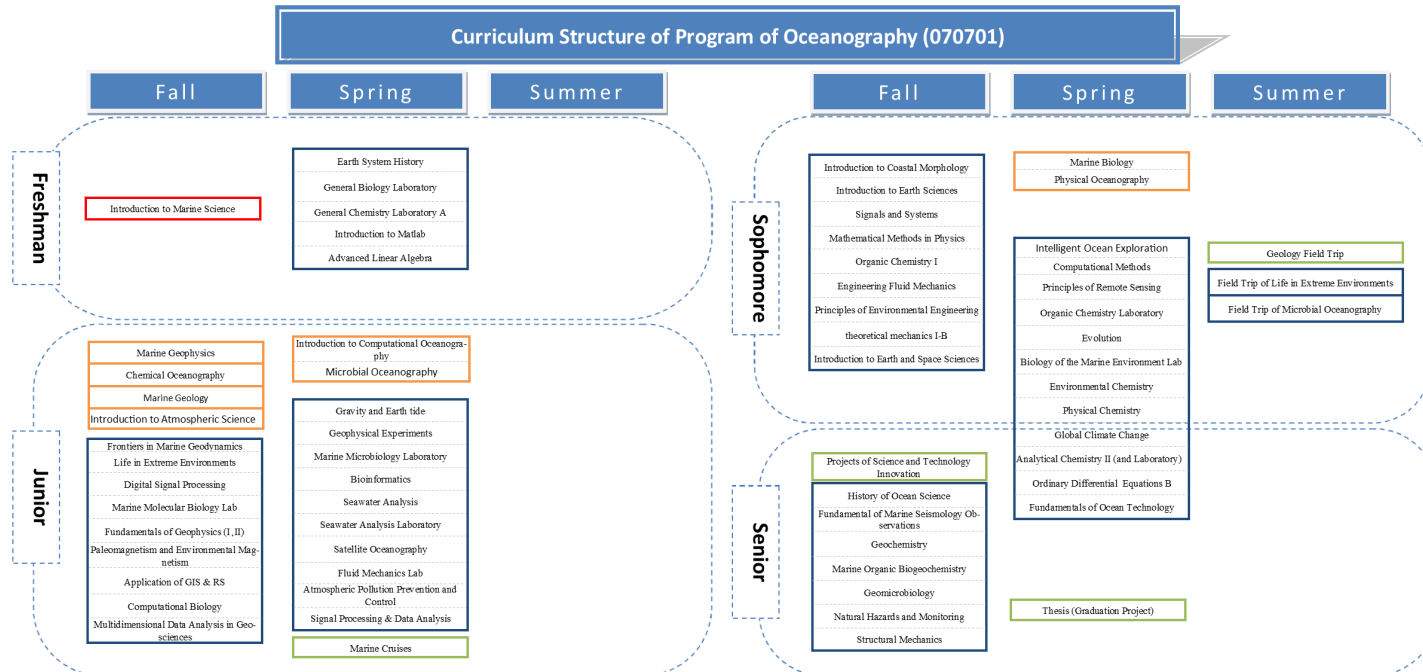 Curriculum Structure of Program of Oceanography (070701)
Fall
Spring
Summer
Freshman
Introduction to Marine Science
Earth System History
General Biology Laboratory
General Chemistry Laboratory A
Introduction to Matlab
Advanced Linear Algebra
Junior
Marine Geophysics
Chemical Oceanography
Marine Geology
Introduction to Atmospheric Science
Frontiers in Marine Geodynamics
Life in Extreme Environments
Digital Signal Processing
Marine Molecular Biology Lab
Fundamentals of Geophysics (I,II)
Paleomagnetism and Environmental Mag-
netism
Application of GIS & RS
Computational Biology
Multidimensional Data Analysis in Geo-
sciences
Introduction to Computational Oceanogra-
phy
Microbial Oceanography
Gravity and Earth tide
Geophysical Experiments
Marine Microbiology Laboratory
Bioinformatics
Seawater Analysis
Seawater Analysis Laboratory
Satellite Oceanography
Fluid Mechanics Lab
Atmospheric Pollution Prevention and
Control
Signal Processing & Data Analysis
Marine Cruises
Fall
Spring
Summer
Sophomore
Introduction to Coastal Morphology
Introduction to Earth Sciences
Signals and Systems
Mathematical Methods in Physics
Organic Chemistry I
Engineering Fluid Mechanics
Principles of Environmental Engineering
theoretical mechanics I-B
Introduction to Earth and Space Sciences
Marine Biology
Physical Oceanography
Intelligent Ocean Exploration
Computational Methods
Principles of Remote Sensing
Organic Chemistry Laboratory
Evolution
Biology of the Marine Environment Lab
Environmental Chemistry
Physical Chemistry
Global Climate Change
Analytical Chemistry II (and Laboratory)
Ordinary Differential Equations B
Fundamentals of Ocean Technology
Geology Field Trip
Field Trip of Life in Extreme Environments
Field Trip of Microbial Oceanography
Senior
Projects of Science and Technology
Innovation
History of Ocean Science
Fundamental of Marine Seismology Ob-
servations
Geochemistry
Marine Organic Biogeochemistry
Geomicrobiology
Natural Hazards and Monitoring
Structural Mechanics
Thesis (Graduation Project)